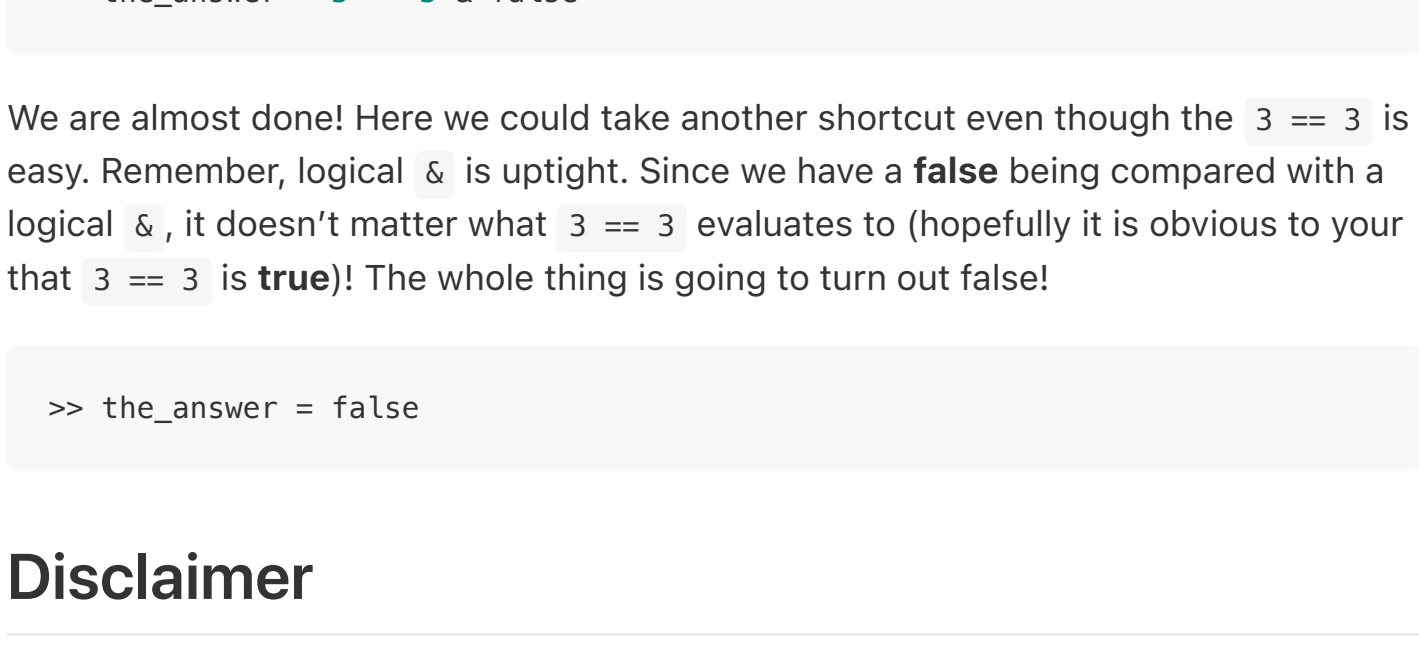 We are almost done! Here we could take another shortcut even though the 3 == 3 is
easy. Remember, logical & is uptight. Since we have a false being compared with a
logical &, it doesn’t matter what 3 == 3 evaluates to (hopefully it is obvious to your
that 3 == 3 is true)! The whole thing is going to turn out false!
>> the_answer = false
Disclaimer